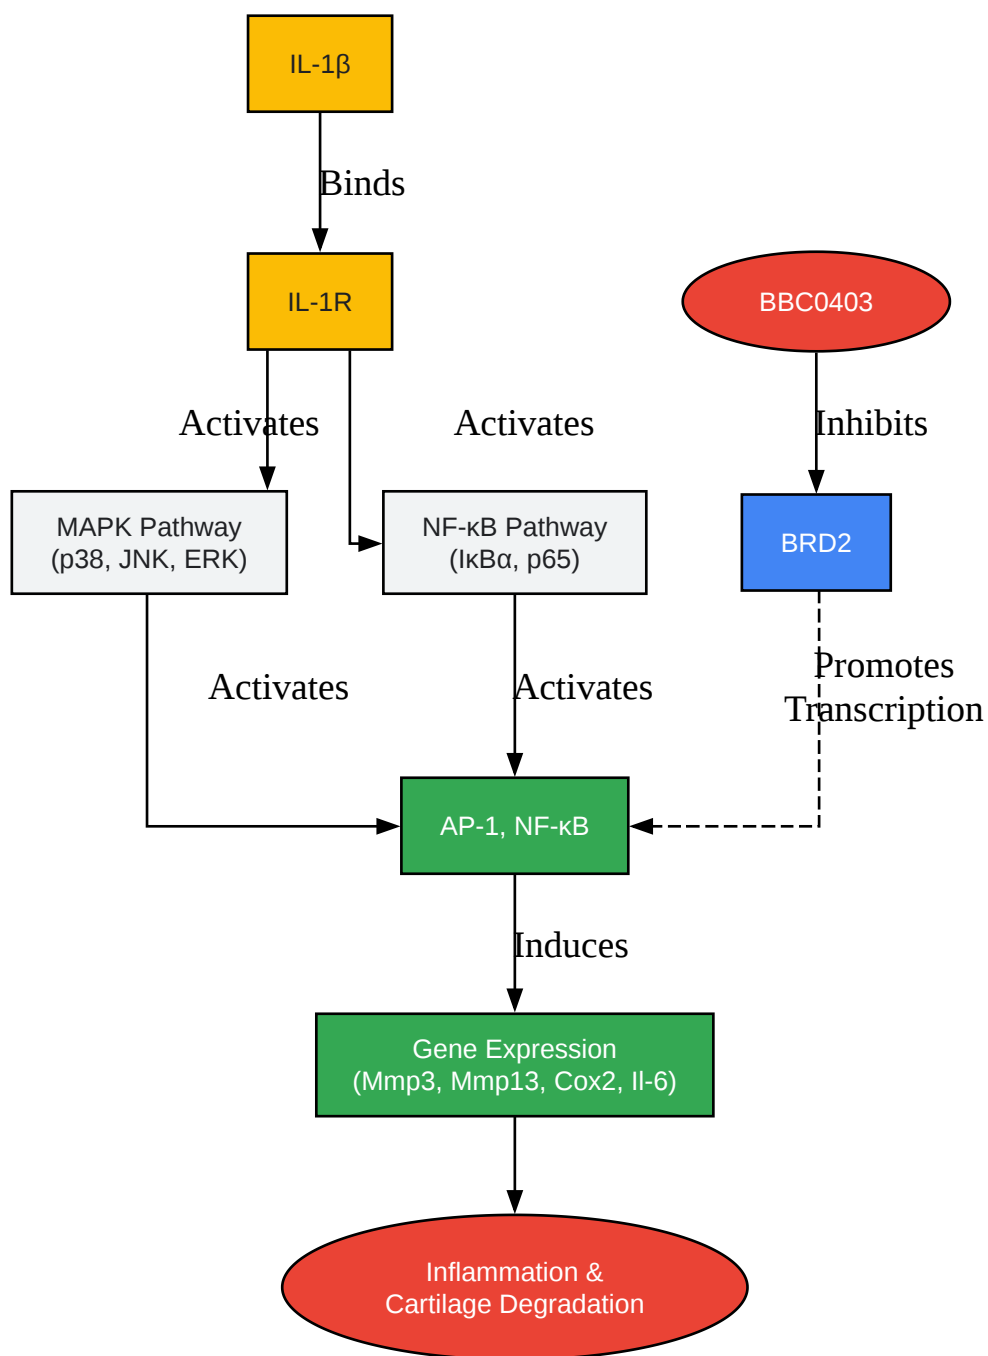 IL-1β
Binds
IL-1R
BBC0403
Activates
Activates
Inhibits
MAPK Pathway
(p38, JNK, ERK)
NF-κB Pathway
(IκBα, p65)
BRD2
Activates
Activates
Promotes
Transcription
AP-1, NF-κB
Induces
Gene Expression
(Mmp3, Mmp13, Cox2, Il-6)
Inflammation &
Cartilage Degradation